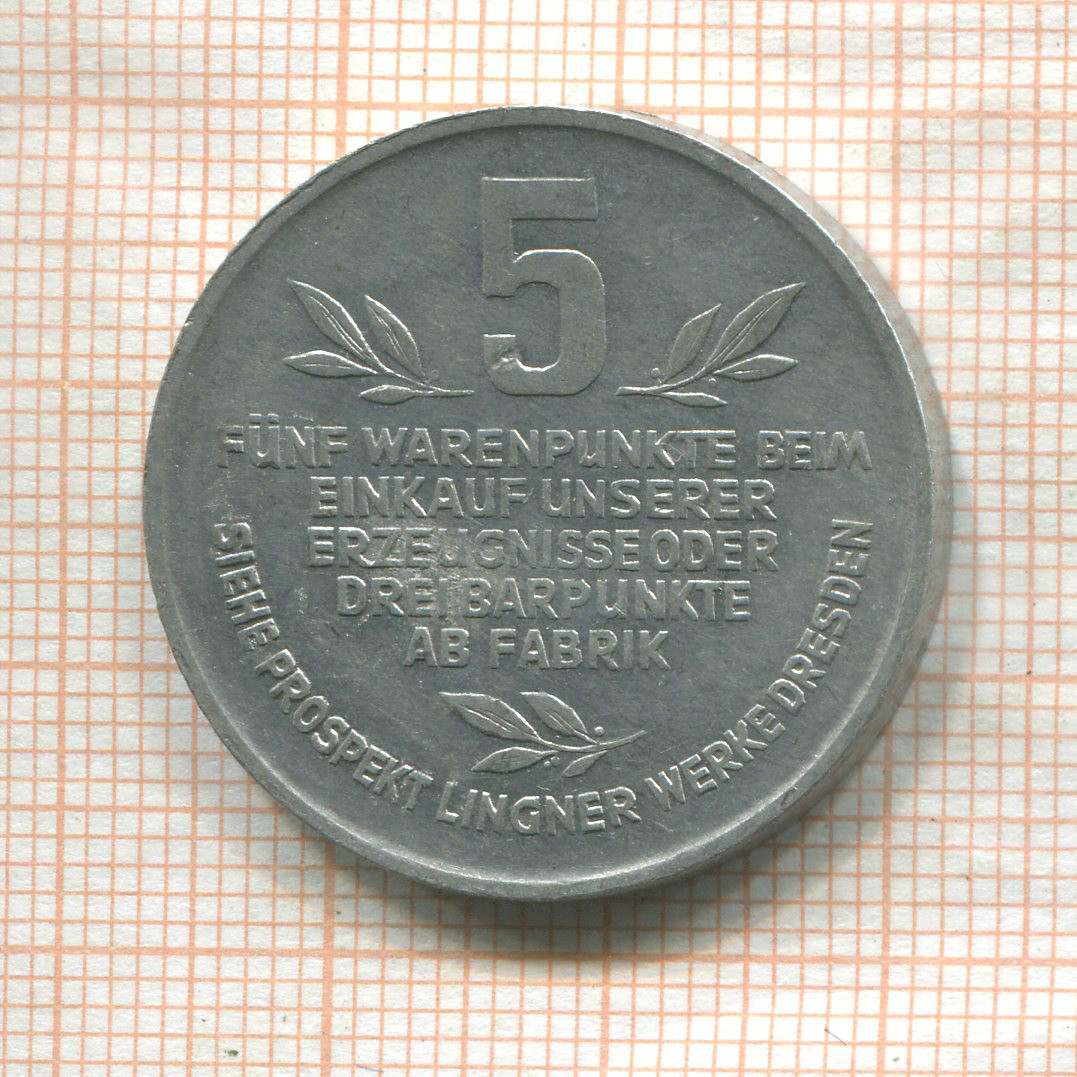 5
FÜNF WARENPUNKTE BEIM
EINKAUF UNSERER
ERZEUGNISSE ODER
DREI BARPUNKTE
AB FABRIK
SIEHE PROSPEKT LINGNER WERKE DRESDEN